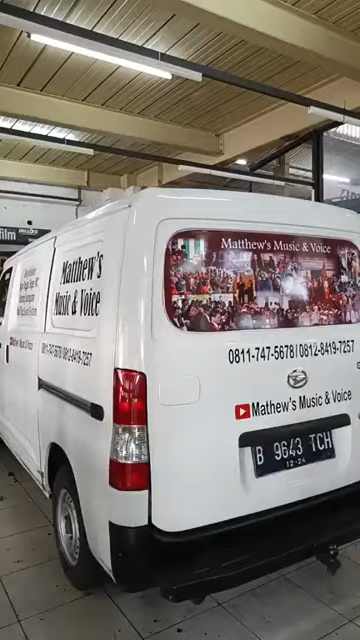 film
Matthew's
Music & Voice
0811-747-5678/0812-8419-7257
Matthew's Music & Voice
0811-747-5678/0812-8419-7257
Mathew's Music & Voice
B 9643 TCH
12-24